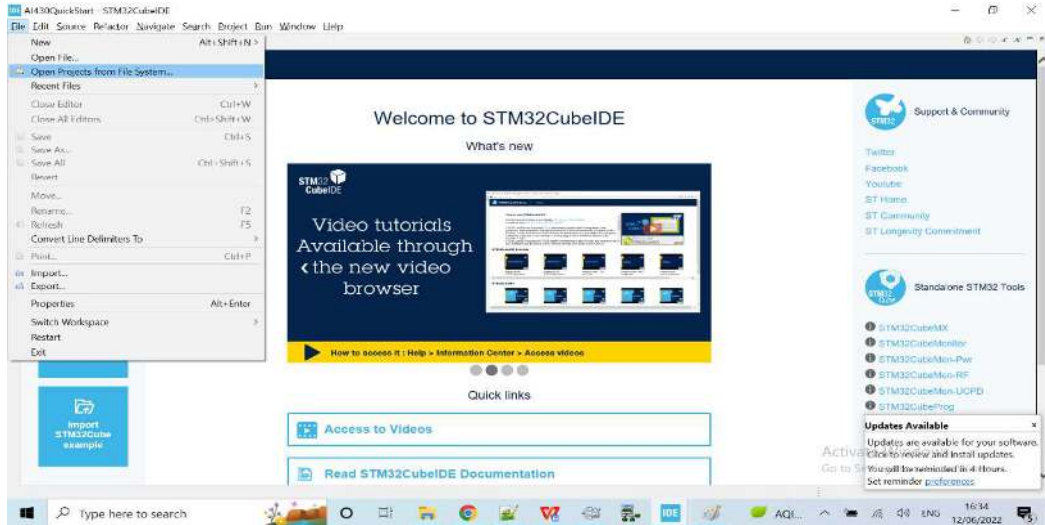 AI430QuickStart - STM32CubeIDE
File Edit Source Refactor Navigate Search Project Run Window Help
New Alt+Shift+N >
Open File...
Open Projects from File System...
Recent Files >
Close Editor Ctrl+W
Close All Editors Ctrl+Shift+W
Save Ctrl+S
Save As...
Save All Ctrl+Shift+S
Revert
Move...
Rename... F2
Refresh F5
Convert Line Delimiters To >
Print... Ctrl+P
Import...
Export...
Properties Alt+Enter
Switch Workspace >
Restart
Exit
Import
STM32Cube
example
Welcome to STM32CubeIDE
What's new
STM32
CubeIDE
Video tutorials
Available through
the new video
browser
How to access it : Help > Information Center > Access videos
Quick links
Access to Videos
Read STM32CubeIDE Documentation
STM32
Support & Community
Twitter
Facebook
Youtube
ST Home
ST Community
ST Longevity Commitment
STM32
Standalone STM32 Tools
STM32CubeMX
STM32CubeMonitor
STM32CubeMon-Pwr
STM32CubeMon-RF
STM32CubeMon-UCPD
STM32CubeProg
Updates Available x
Updates are available for your software.
Click to review and install updates.
You will be reminded in 4 Hours.
Set reminder preferences
Type here to search
IDE
AQI...
ENG
16:34
12/06/2022